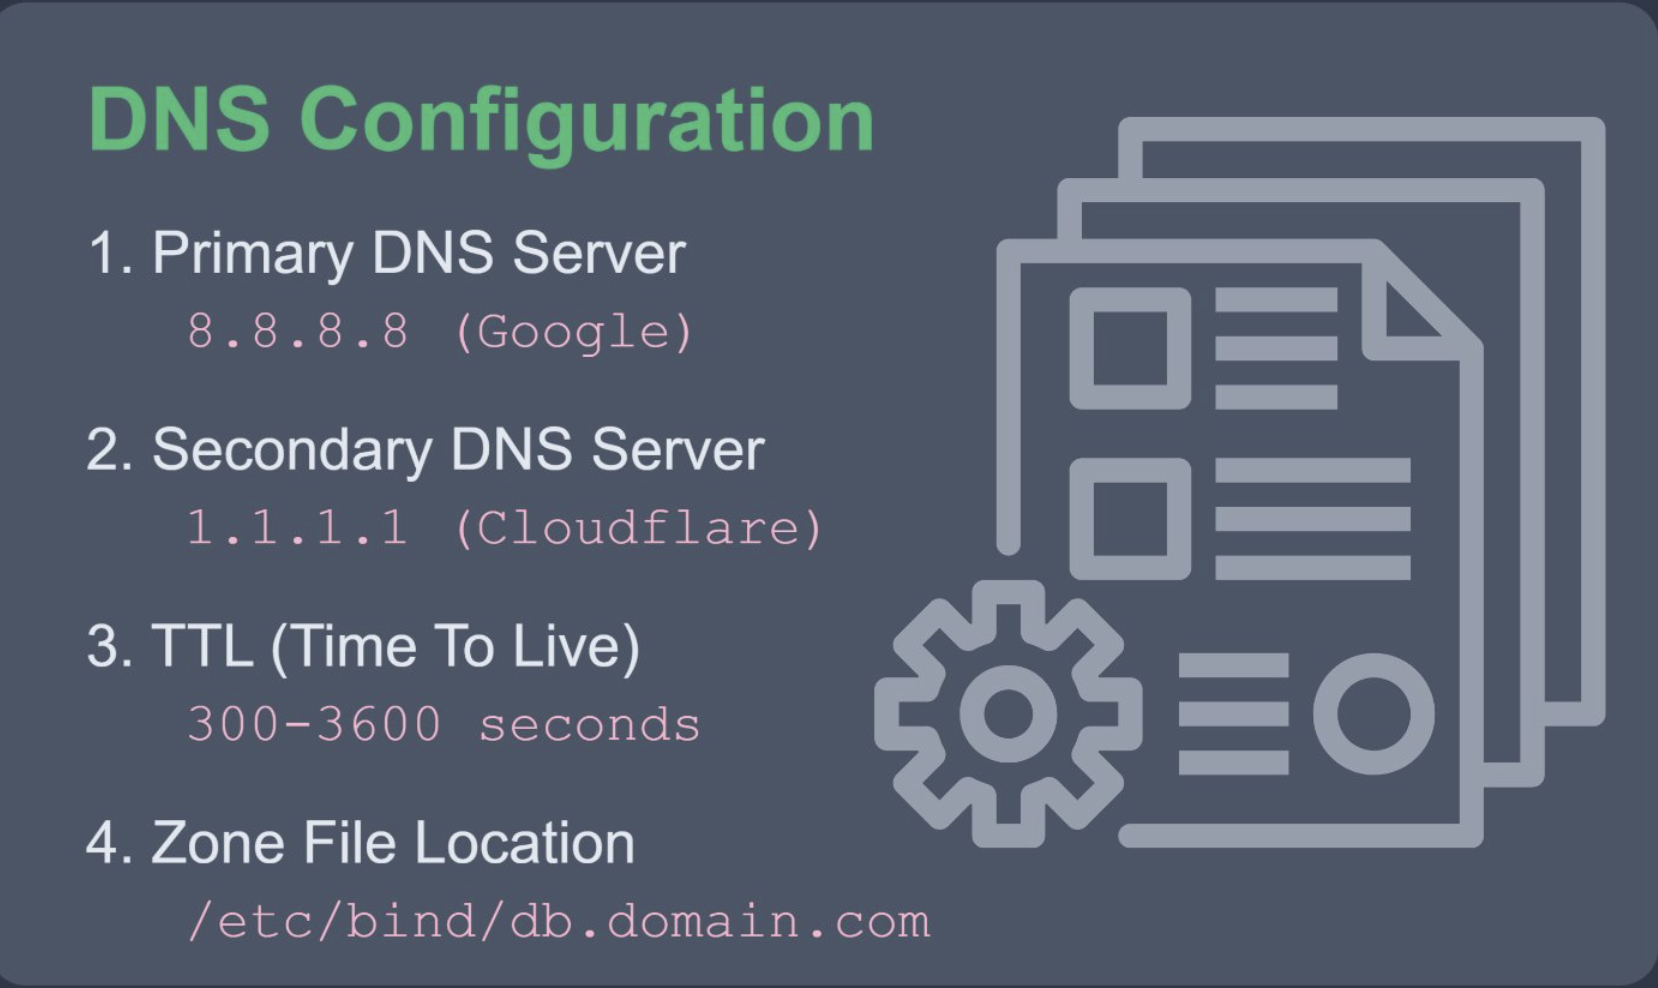 DNS Configuration
1. Primary DNS Server
8.8.8.8 (Google)
2. Secondary DNS Server
1.1.1.1 (Cloudflare)
3. TTL (Time To Live)
300-3600 seconds
4. Zone File Location
/etc/bind/db.domain.com